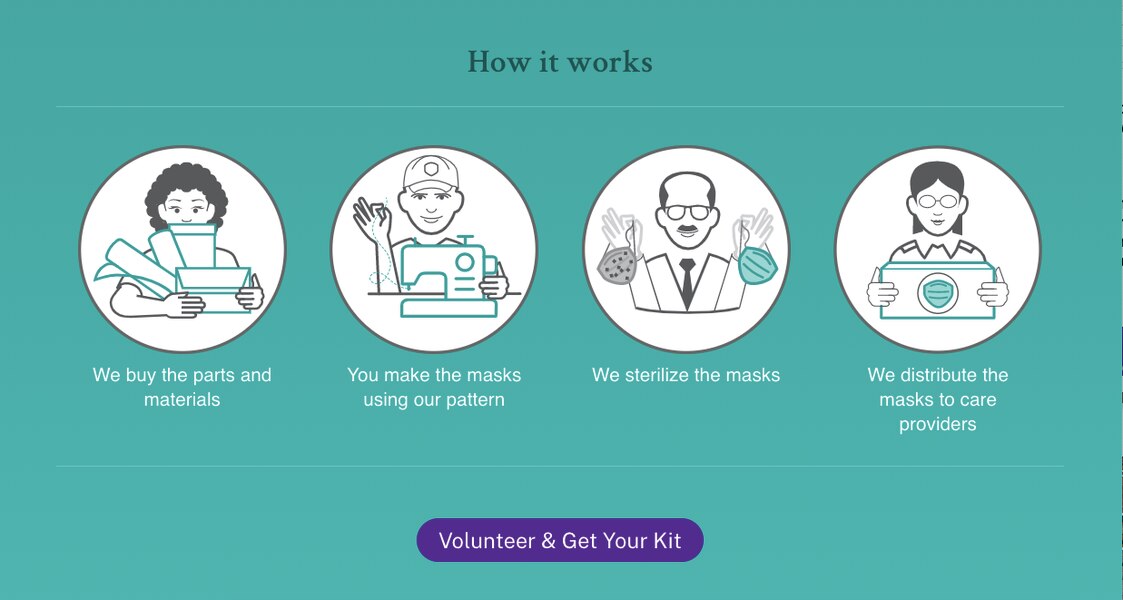 How it works
We buy the parts and
materials
You make the masks
using our pattern
We sterilize the masks
We distribute the
masks to care
providers
Volunteer & Get Your Kit